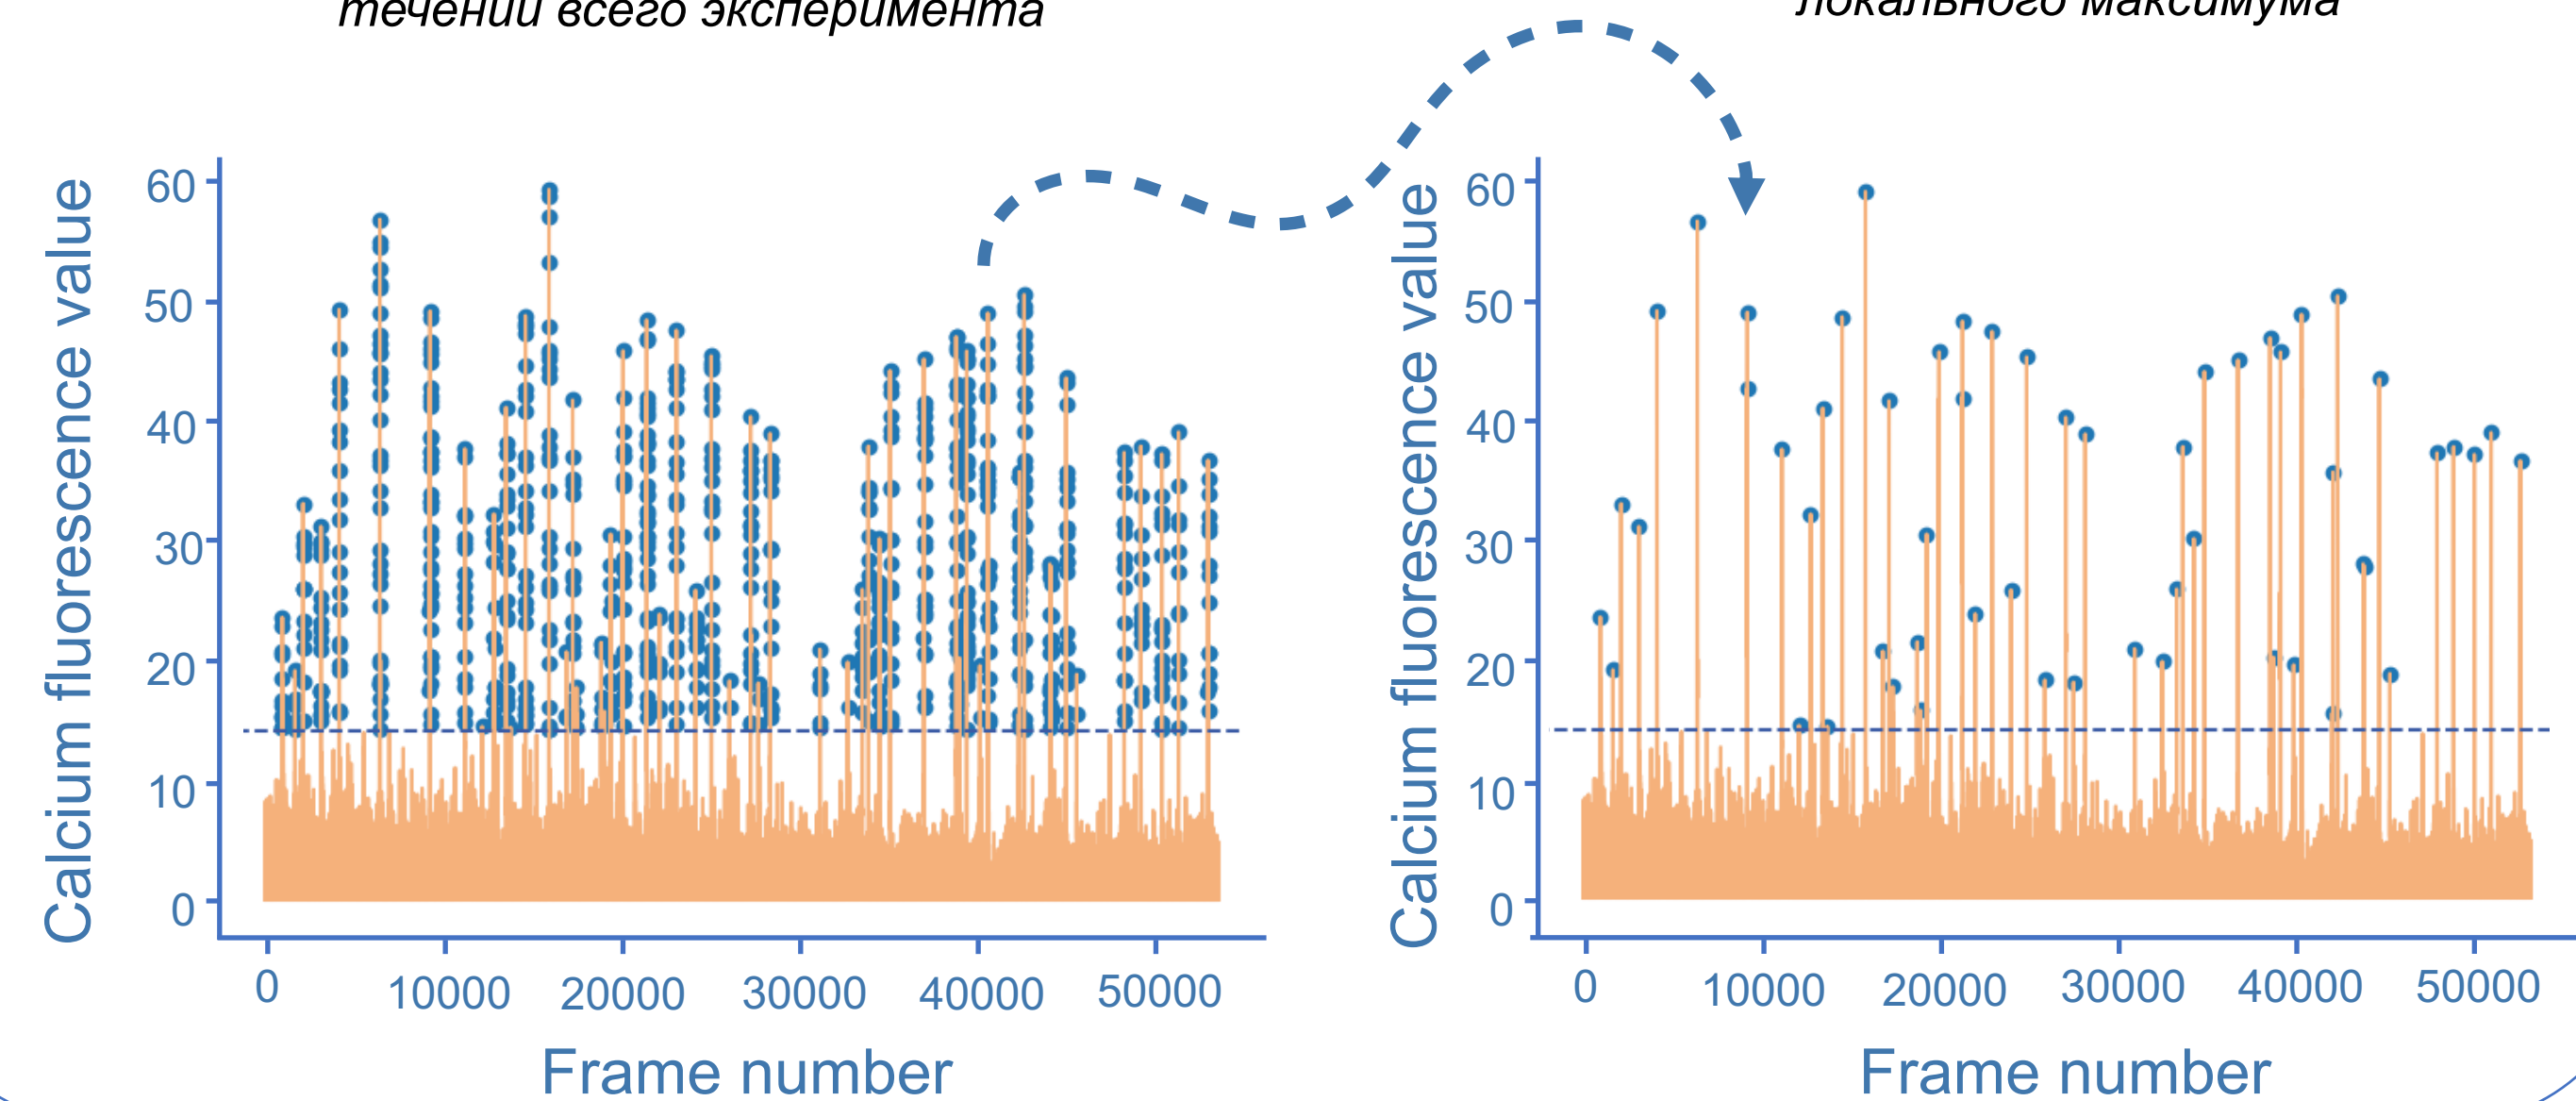 течении всего эксперимента
локального максимума
Calcium fluorescence value
60
50
40
30
20
10
0
0 10000 20000 30000 40000 50000
Frame number
Calcium fluorescence value
60
50
40
30
20
10
0
0 10000 20000 30000 40000 50000
Frame number